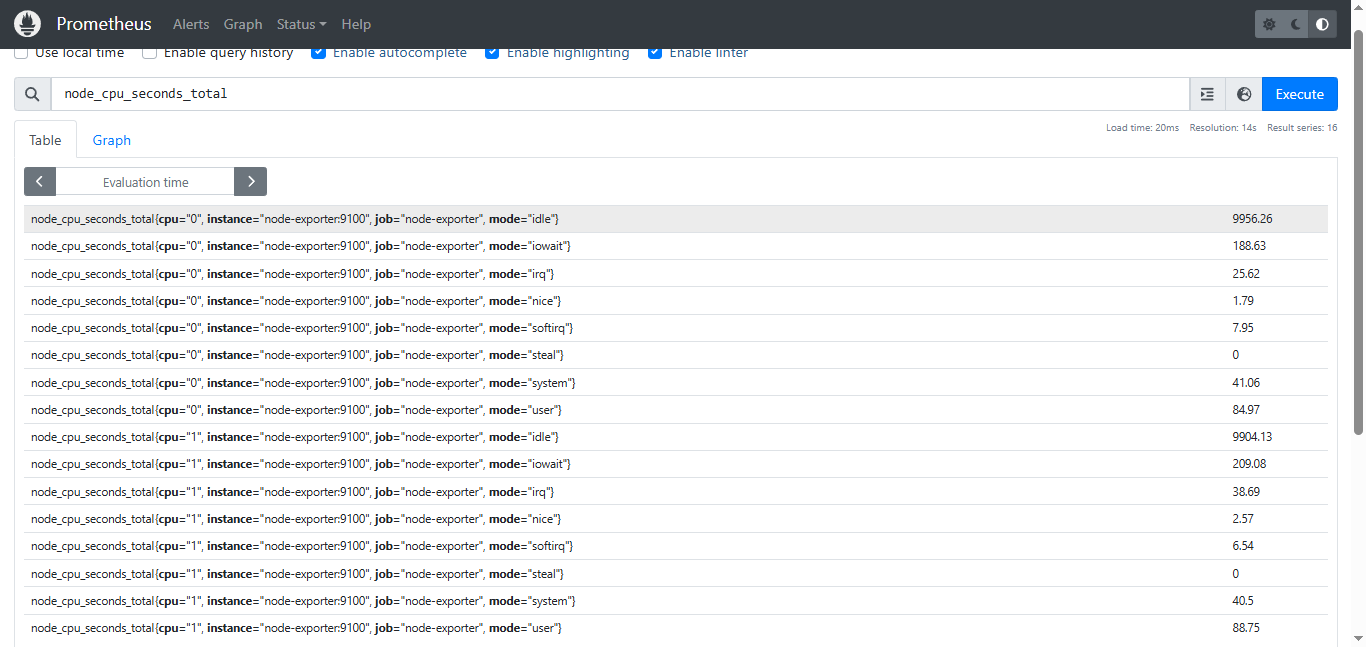 Prometheus Alerts Graph Status Help
Use local time Enable query history Enable autocomplete Enable highlighting Enable linter
node_cpu_seconds_total Execute
Load time: 20ms Resolution: 14s Result series: 16
Table Graph
Evaluation time
node_cpu_seconds_total{cpu="0", instance="node-exporter:9100", job="node-exporter", mode="idle"} 9956.26
node_cpu_seconds_total{cpu="0", instance="node-exporter:9100", job="node-exporter", mode="iowait"} 188.63
node_cpu_seconds_total{cpu="0", instance="node-exporter:9100", job="node-exporter", mode="irq"} 25.62
node_cpu_seconds_total{cpu="0", instance="node-exporter:9100", job="node-exporter", mode="nice"} 1.79
node_cpu_seconds_total{cpu="0", instance="node-exporter:9100", job="node-exporter", mode="softirq"} 7.95
node_cpu_seconds_total{cpu="0", instance="node-exporter:9100", job="node-exporter", mode="steal"} 0
node_cpu_seconds_total{cpu="0", instance="node-exporter:9100", job="node-exporter", mode="system"} 41.06
node_cpu_seconds_total{cpu="0", instance="node-exporter:9100", job="node-exporter", mode="user"} 84.97
node_cpu_seconds_total{cpu="1", instance="node-exporter:9100", job="node-exporter", mode="idle"} 9904.13
node_cpu_seconds_total{cpu="1", instance="node-exporter:9100", job="node-exporter", mode="iowait"} 209.08
node_cpu_seconds_total{cpu="1", instance="node-exporter:9100", job="node-exporter", mode="irq"} 38.69
node_cpu_seconds_total{cpu="1", instance="node-exporter:9100", job="node-exporter", mode="nice"} 2.57
node_cpu_seconds_total{cpu="1", instance="node-exporter:9100", job="node-exporter", mode="softirq"} 6.54
node_cpu_seconds_total{cpu="1", instance="node-exporter:9100", job="node-exporter", mode="steal"} 0
node_cpu_seconds_total{cpu="1", instance="node-exporter:9100", job="node-exporter", mode="system"} 40.5
node_cpu_seconds_total{cpu="1", instance="node-exporter:9100", job="node-exporter", mode="user"} 88.75